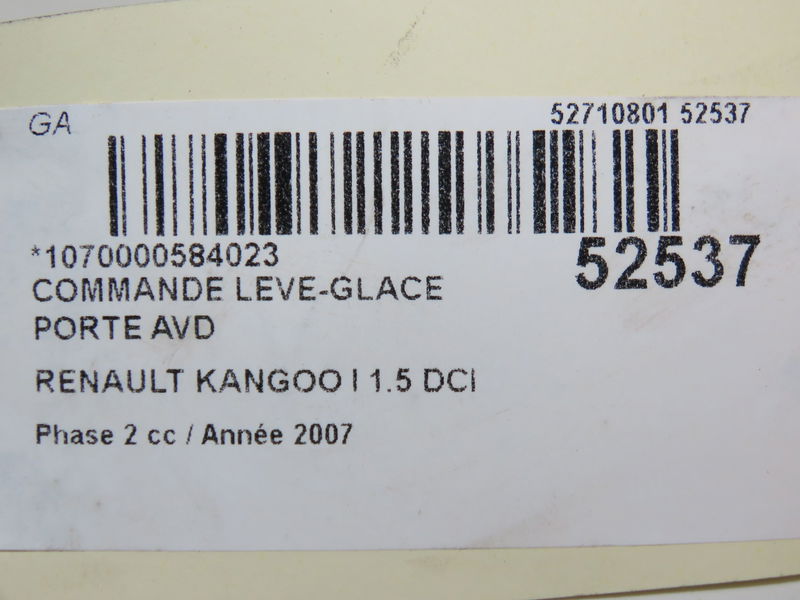 GA
52710801 52537
*1070000584023
52537
COMMANDE LEVE-GLACE
PORTE AVD
RENAULT KANGOO I 1.5 DCI
Phase 2 cc / Année 2007